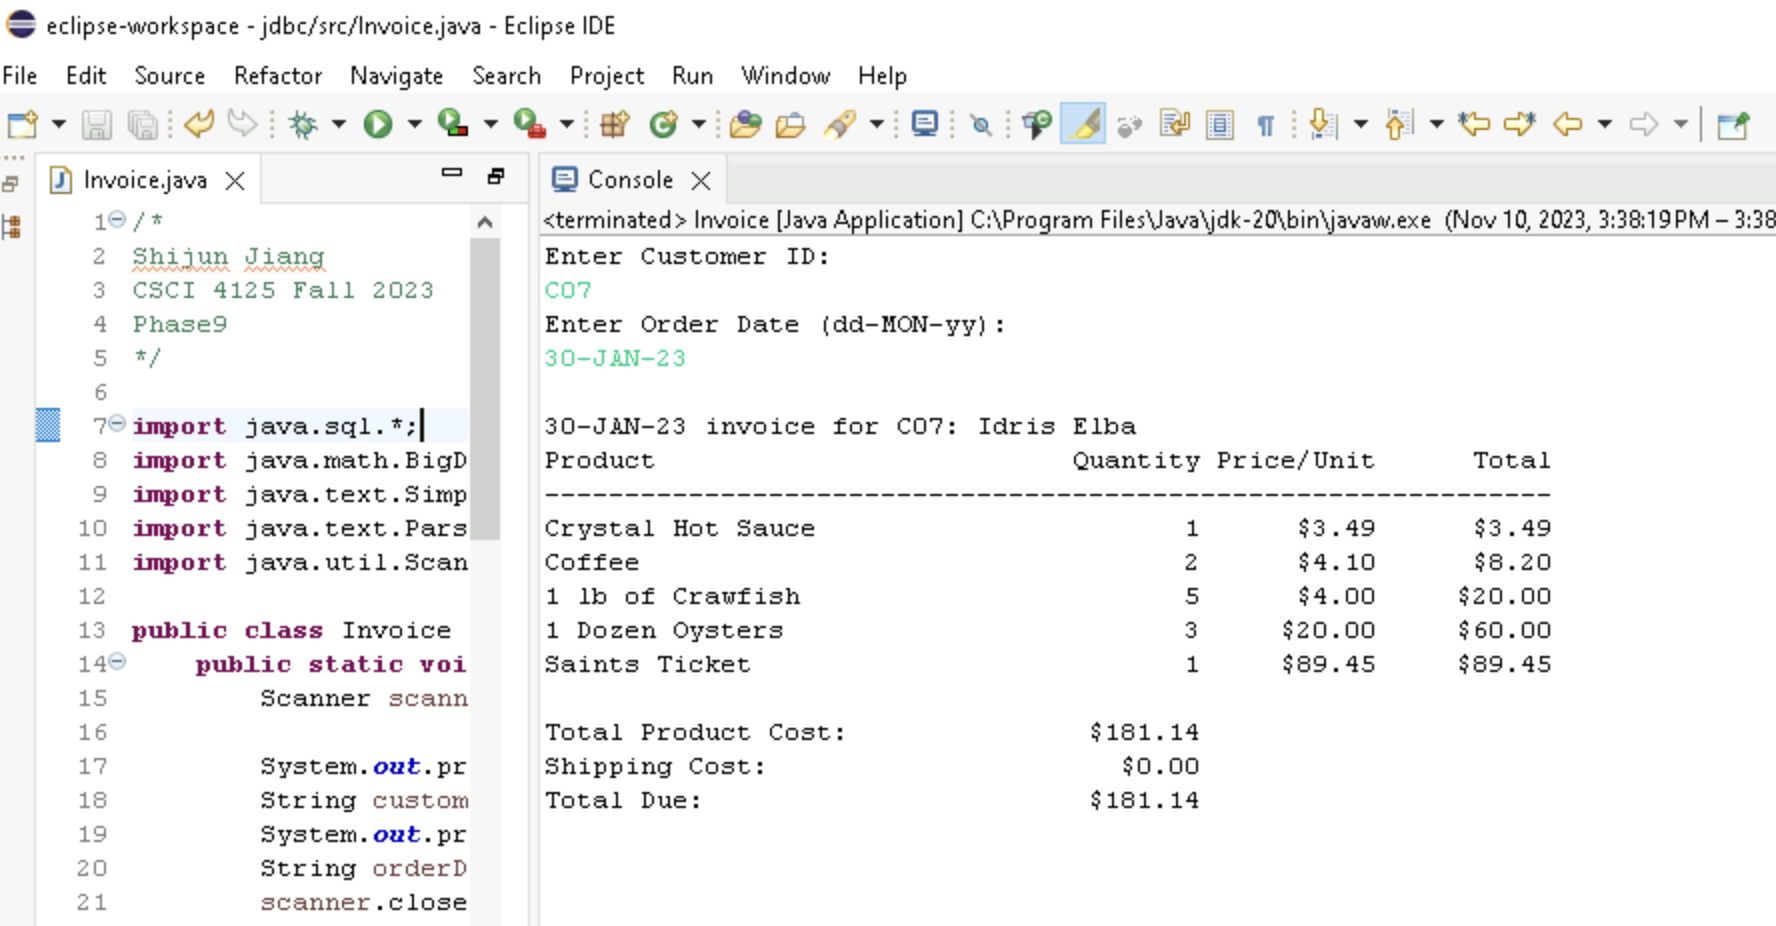 eclipse-workspace - jdbc/src/Invoice.java - Eclipse IDE
File Edit Source Refactor Navigate Search Project Run Window Help
Invoice.java
1 /*
2 Shijun Jiang
3 CSCI 4125 Fall 2023
4 Phase9
5 */
6
7 import java.sql.*;
8 import java.math.BigD
9 import java.text.Simp
10 import java.text.Pars
11 import java.util.Scan
12
13 public class Invoice
14 public static voi
15 Scanner scann
16
17 System.out.pr
18 String custom
19 System.out.pr
20 String orderD
21 scanner.close
Console
<terminated> Invoice [Java Application] C:\Program Files\Java\jdk-20\bin\javaw.exe (Nov 10, 2023, 3:38:19 PM – 3:38
Enter Customer ID:
C07
Enter Order Date (dd-MON-yy):
30-JAN-23
30-JAN-23 invoice for C07: Idris Elba
Product Quantity Price/Unit Total
---------------------------------------------------------------
Crystal Hot Sauce 1 $3.49 $3.49
Coffee 2 $4.10 $8.20
1 lb of Crawfish 5 $4.00 $20.00
1 Dozen Oysters 3 $20.00 $60.00
Saints Ticket 1 $89.45 $89.45
Total Product Cost: $181.14
Shipping Cost: $0.00
Total Due: $181.14